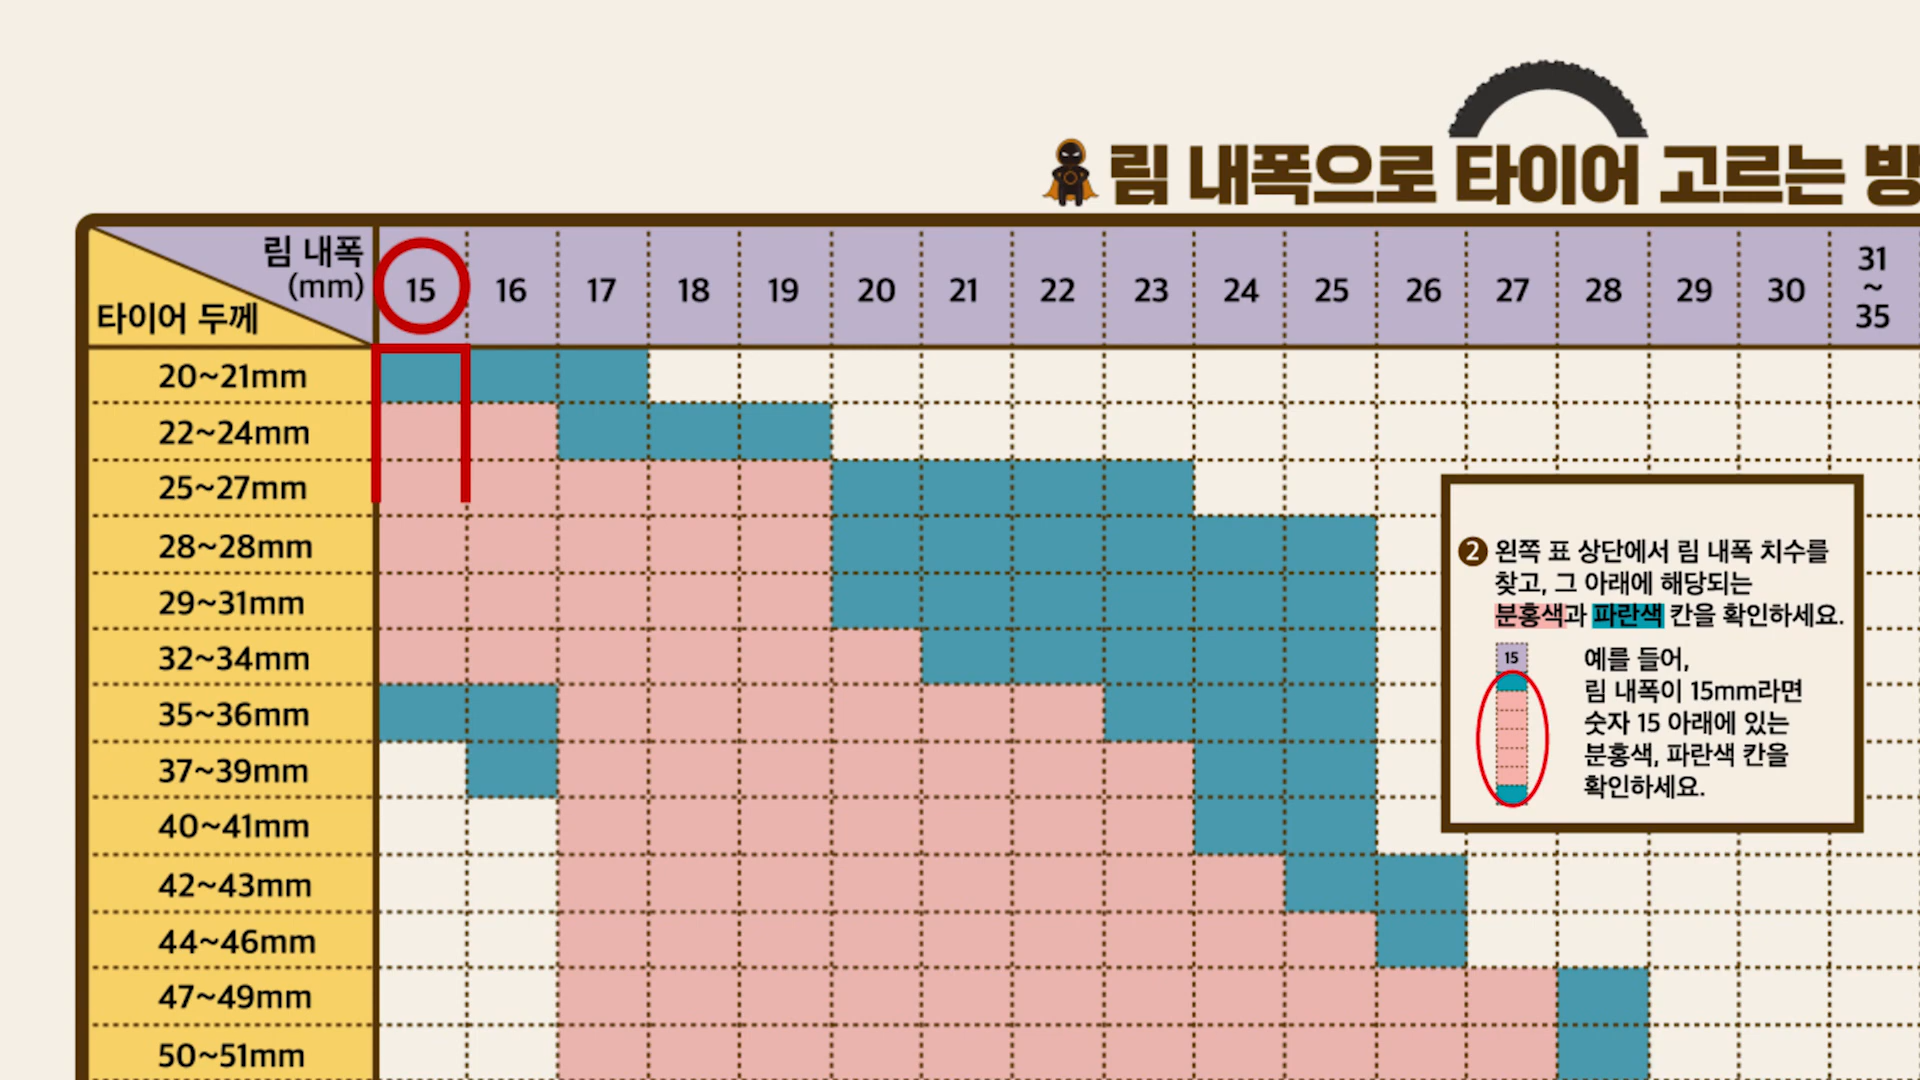 림 내폭으로 타이어 고르는 방
림 내폭
(mm)
타이어 두께
15 16 17 18 19 20 21 22 23 24 25 26 27 28 29 30 31 ~ 35
20~21mm
22~24mm
25~27mm
28~28mm
29~31mm
32~34mm
35~36mm
37~39mm
40~41mm
42~43mm
44~46mm
47~49mm
50~51mm
2 왼쪽 표 상단에서 림 내폭 치수를
찾고, 그 아래에 해당되는
분홍색과 파란색 칸을 확인하세요.
15
예를 들어,
림 내폭이 15mm라면
숫자 15 아래에 있는
분홍색, 파란색 칸을
확인하세요.